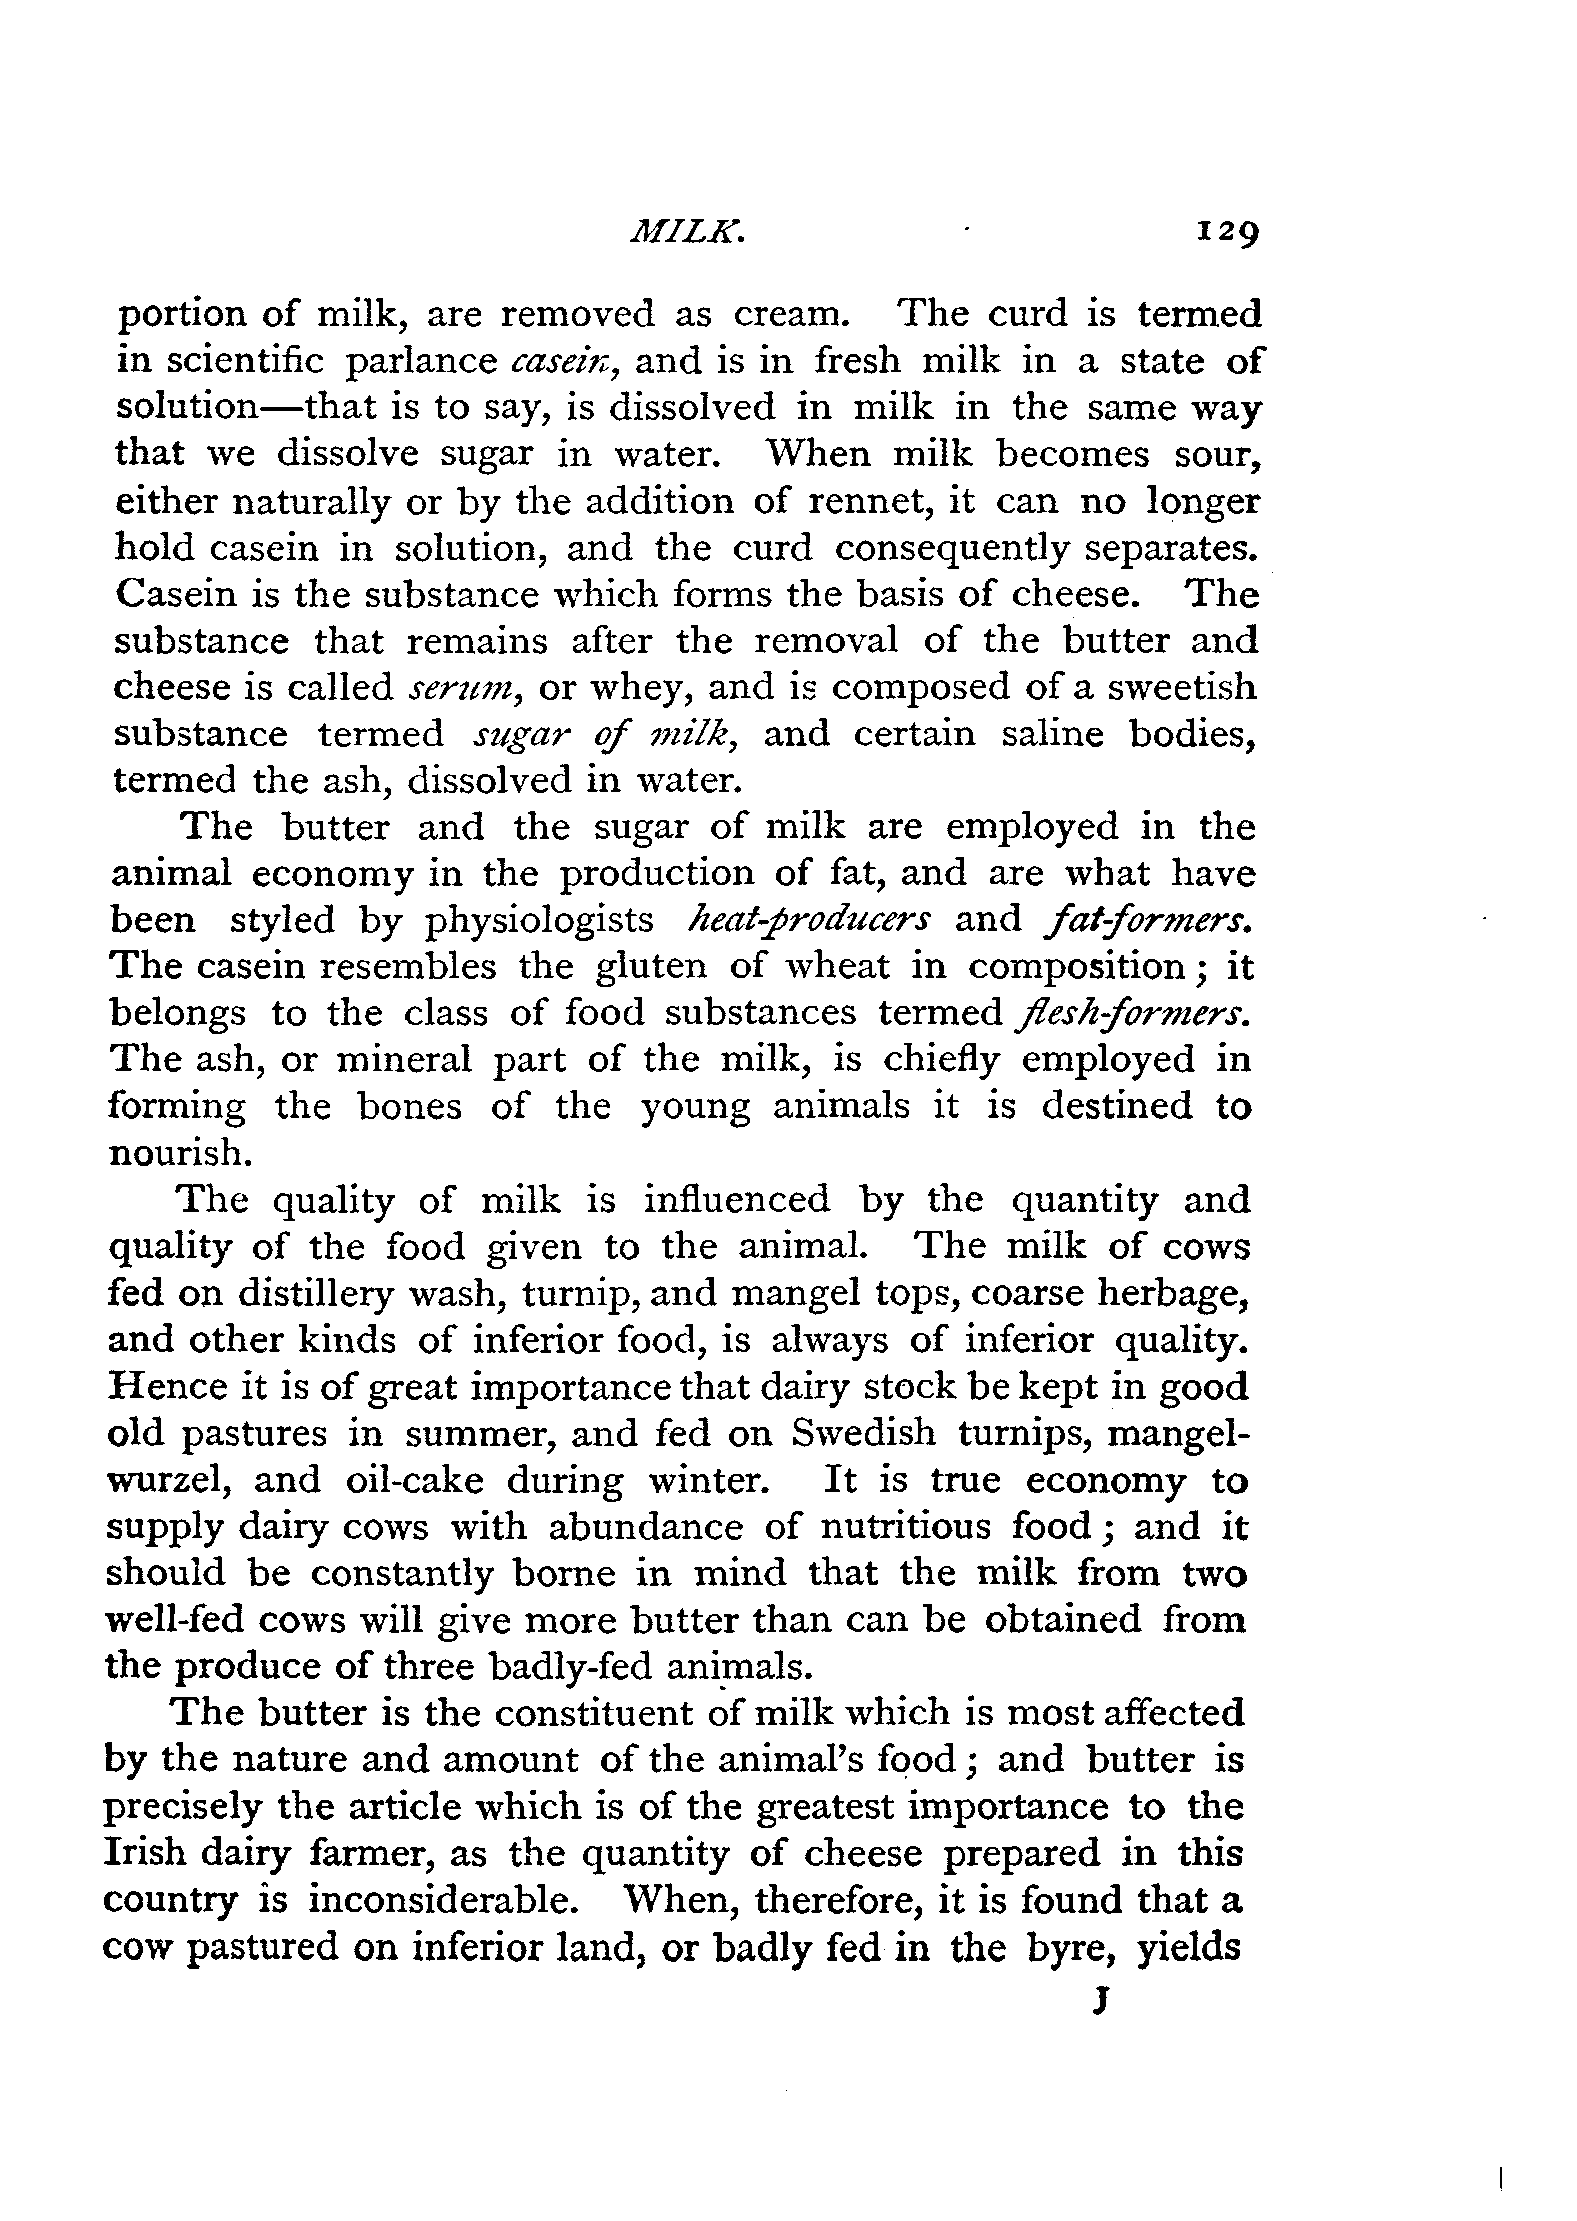 MILK. 129
portion of milk, are removed as cream. The curd is termed
in scientific parlance casein, and is in fresh milk in a state of
solution—that is to say, is dissolved in milk in the same way
that we dissolve sugar in water. When milk becomes sour,
either naturally or by the addition of rennet, it can no longer
hold casein in solution, and the curd consequently separates.
Casein is the substance which forms the basis of cheese. The
substance that remains after the removal of the butter and
cheese is called serum, or whey, and is composed of a sweetish
substance termed sugar of milk, and certain saline bodies,
termed the ash, dissolved in water.
The butter and the sugar of milk are employed in the
animal economy in the production of fat, and are what have
been styled by physiologists heat-producers and fat-formers.
The casein resembles the gluten of wheat in composition; it
belongs to the class of food substances termed flesh-formers.
The ash, or mineral part of the milk, is chiefly employed in
forming the bones of the young animals it is destined to
nourish.
The quality of milk is influenced by the quantity and
quality of the food given to the animal. The milk of cows
fed on distillery wash, turnip, and mangel tops, coarse herbage,
and other kinds of inferior food, is always of inferior quality.
Hence it is of great importance that dairy stock be kept in good
old pastures in summer, and fed on Swedish turnips, mangel-
wurzel, and oil-cake during winter. It is true economy to
supply dairy cows with abundance of nutritious food; and it
should be constantly borne in mind that the milk from two
well-fed cows will give more butter than can be obtained from
the produce of three badly-fed animals.
The butter is the constituent of milk which is most affected
by the nature and amount of the animal's food; and butter is
precisely the article which is of the greatest importance to the
Irish dairy farmer, as the quantity of cheese prepared in this
country is inconsiderable. When, therefore, it is found that a
cow pastured on inferior land, or badly fed in the byre, yields
J